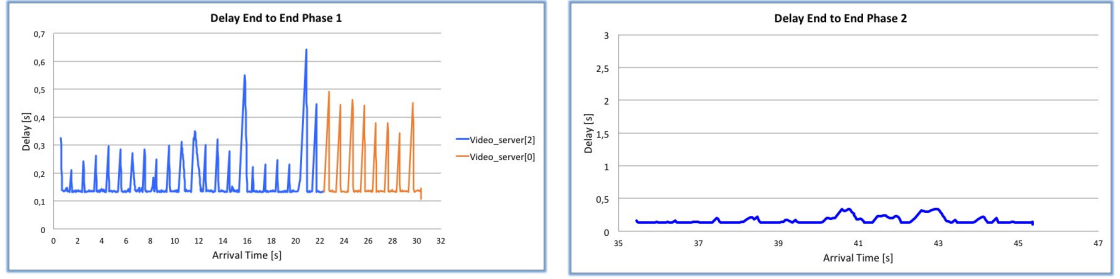 Delay End to End Phase 1
0,7
0,6
0,5
0,4
0,3
0,2
0,1
0
Delay [s]
0 2 4 6 8 10 12 14 16 18 20 22 24 26 28 30 32
Arrival Time [s]
Video_server[2]
Video_server[0]
Delay End to End Phase 2
3
2,5
2
1,5
1
0,5
0
Delay [s]
35 37 39 41 43 45 47
Arrival Time [s]